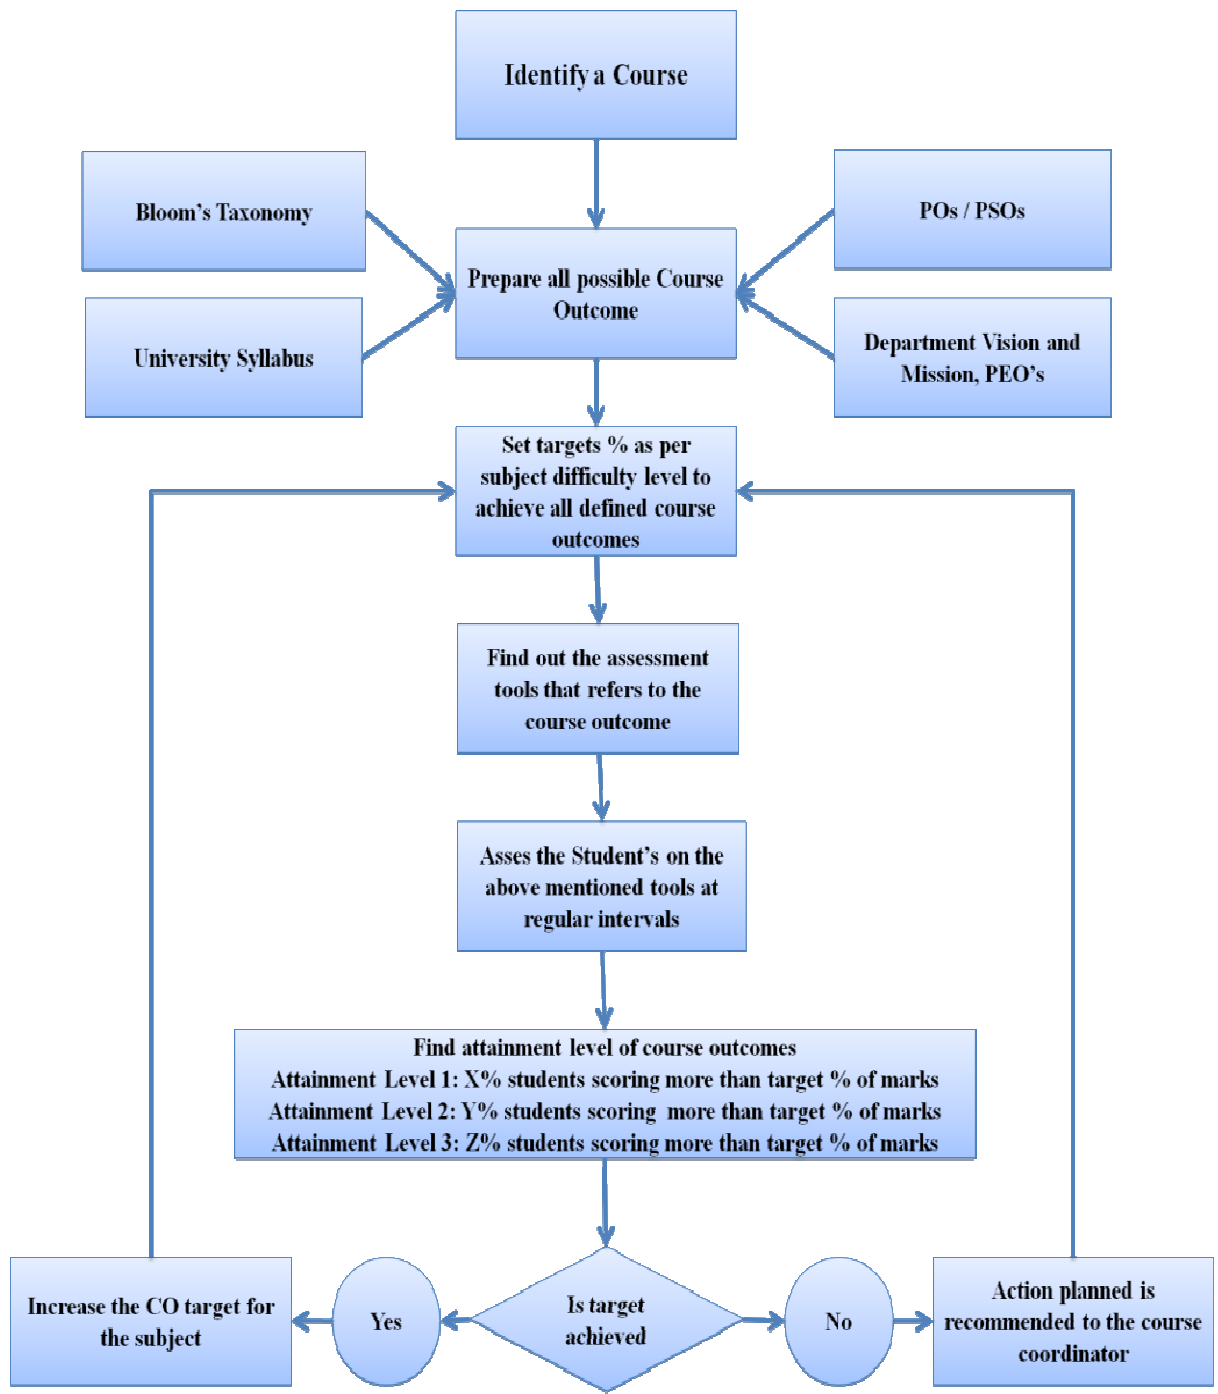 Identify a Course
Bloom's Taxonomy
POs / PSOs
Prepare all possible Course
Outcome
University Syllabus
Department Vision and
Mission, PEO's
Set targets % as per
subject difficulty level to
achieve all defined course
outcomes
Find out the assessment
tools that refers to the
course outcome
Asses the Student's on the
above mentioned tools at
regular intervals
Find attainment level of course outcomes
Attainment Level 1: X% students scoring more than target % of marks
Attainment Level 2: Y% students scoring more than target % of marks
Attainment Level 3: Z% students scoring more than target % of marks
Increase the CO target for
the subject
Yes
Is target
achieved
No
Action planned is
recommended to the course
coordinator